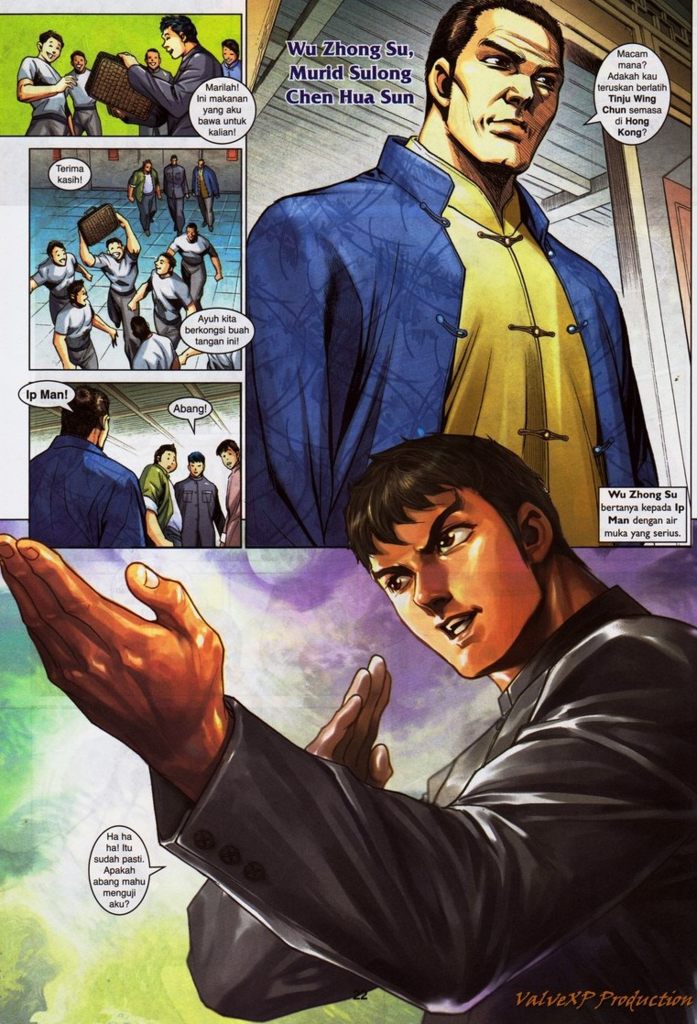 Marilah!
Ini makanan
yang aku
bawa untuk
kalian!
Terima
kasih!
Ayuh kita
berkongsi buah
tangan ini!
Ip Man!
Abang!
Wu Zhong Su,
Murid Sulong
Chen Hua Sun
Macam
mana?
Adakah kau
teruskan berlatih
Tinju Wing
Chun semasa
di Hong
Kong?
Wu Zhong Su
bertanya kepada Ip
Man dengan air
muka yang serius.
Ha ha
ha! Itu
sudah pasti.
Apakah
abang mahu
menguji
aku?
22
ValveXP Production